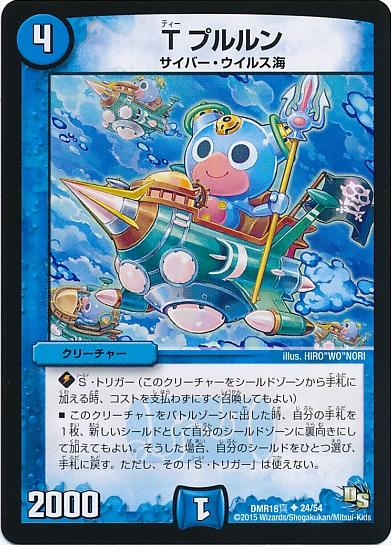 4
ティー
T プルルン
サイバー・ウイルス海
クリーチャー
illus. HIRO"WO"NORI
S・トリガー (このクリーチャーをシールドゾーンから手札に
加える時、コストを支払わずにすぐ召喚してもよい)
■ このクリーチャーをバトルゾーンに出した時、自分の手札を
1枚、新しいシールドとして自分のシールドゾーンに裏向きに
して加えてもよい。そうした場合、自分のシールドをひとつ選び、
手札に戻す。ただし、その「S・トリガー」は使えない。
2000
1
DMR16真 ◆ 24/54
©2015 Wizards/Shogakukan/Mitsui-Kids
DS